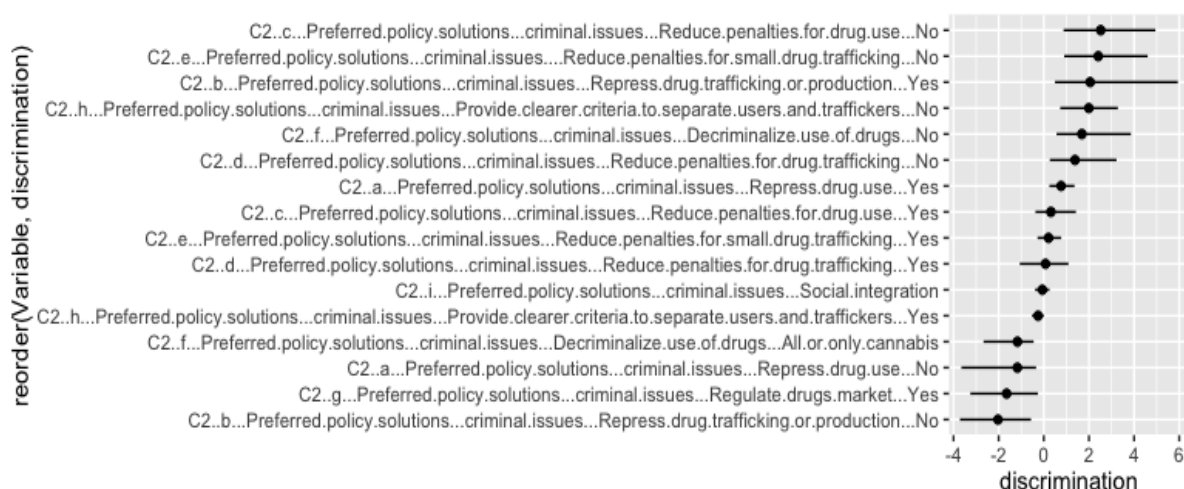 reorder(Variable, discrimination)
C2..c...Preferred.policy.solutions...criminal.issues...Reduce.penalties.for.drug.use...No
C2..e...Preferred.policy.solutions...criminal.issues....Reduce.penalties.for.small.drug.trafficking...No
C2..b...Preferred.policy.solutions...criminal.issues...Repress.drug.trafficking.or.production...Yes
C2..h...Preferred.policy.solutions...criminal.issues...Provide.clearer.criteria.to.separate.users.and.traffickers...No
C2..f...Preferred.policy.solutions...criminal.issues...Decriminalize.use.of.drugs...No
C2..d...Preferred.policy.solutions...criminal.issues...Reduce.penalties.for.drug.trafficking...No
C2..a...Preferred.policy.solutions...criminal.issues...Repress.drug.use...Yes
C2..c...Preferred.policy.solutions...criminal.issues...Reduce.penalties.for.drug.use...Yes
C2..e...Preferred.policy.solutions...criminal.issues...Reduce.penalties.for.small.drug.trafficking...Yes
C2..d...Preferred.policy.solutions...criminal.issues...Reduce.penalties.for.drug.trafficking...Yes
C2..i...Preferred.policy.solutions...criminal.issues...Social.integration
C2..h...Preferred.policy.solutions...criminal.issues...Provide.clearer.criteria.to.separate.users.and.traffickers...Yes
C2..f...Preferred.policy.solutions...criminal.issues...Decriminalize.use.of.drugs...All.or.only.cannabis
C2..a...Preferred.policy.solutions...criminal.issues...Repress.drug.use...No
C2..g...Preferred.policy.solutions...criminal.issues...Regulate.drugs.market...Yes
C2..b...Preferred.policy.solutions...criminal.issues...Repress.drug.trafficking.or.production...No
-4 -2 0 2 4 6
discrimination